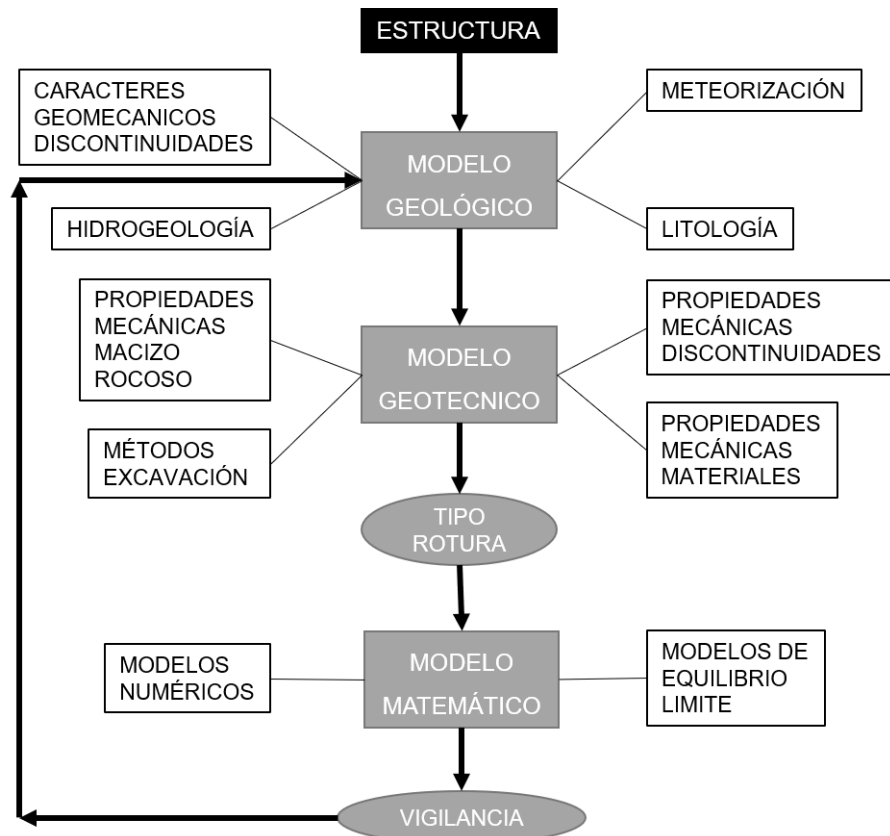 ESTRUCTURA
CARACTERES
GEOMECANICOS
DISCONTINUIDADES
METEORIZACIÓN
MODELO
GEOLÓGICO
HIDROGEOLOGÍA
LITOLOGÍA
PROPIEDADES
MECÁNICAS
MACIZO
ROCOSO
PROPIEDADES
MECÁNICAS
DISCONTINUIDADES
MODELO
GEOTECNICO
MÉTODOS
EXCAVACIÓN
PROPIEDADES
MECÁNICAS
MATERIALES
TIPO
ROTURA
MODELO
MATEMÁTICO
MODELOS
NUMÉRICOS
MODELOS DE
EQUILIBRIO
LIMITE
VIGILANCIA